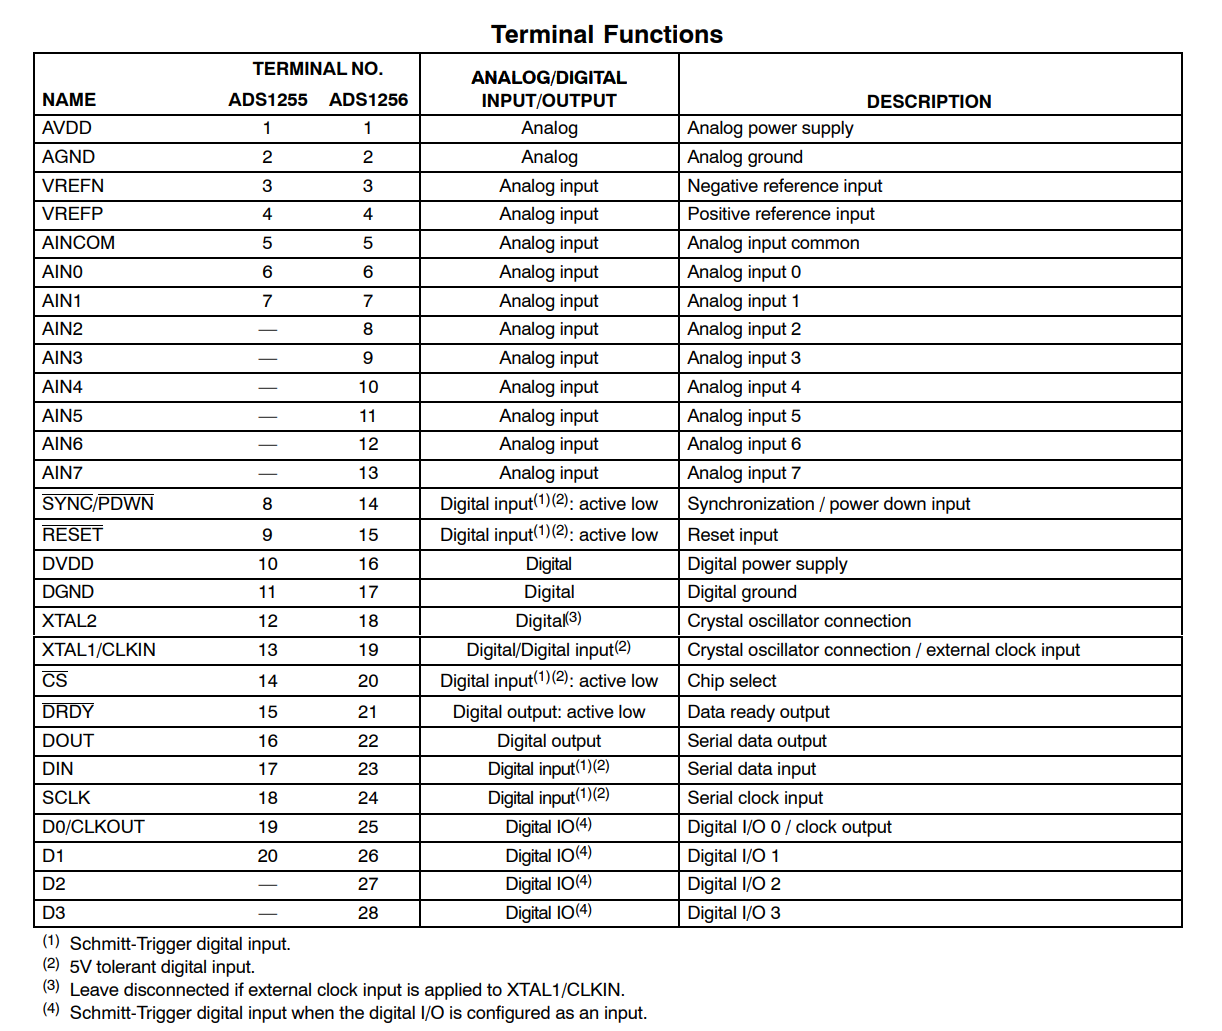 Terminal Functions
TERMINAL NO.
ANALOG/DIGITAL
NAME ADS1255 ADS1256 INPUT/OUTPUT DESCRIPTION
AVDD 1 1 Analog Analog power supply
AGND 2 2 Analog Analog ground
VREFN 3 3 Analog input Negative reference input
VREFP 4 4 Analog input Positive reference input
AINCOM 5 5 Analog input Analog input common
AIN0 6 6 Analog input Analog input 0
AIN1 7 7 Analog input Analog input 1
AIN2 — 8 Analog input Analog input 2
AIN3 — 9 Analog input Analog input 3
AIN4 — 10 Analog input Analog input 4
AIN5 — 11 Analog input Analog input 5
AIN6 — 12 Analog input Analog input 6
AIN7 — 13 Analog input Analog input 7
SYNC/PDWN 8 14 Digital input(1)(2): active low Synchronization / power down input
RESET 9 15 Digital input(1)(2): active low Reset input
DVDD 10 16 Digital Digital power supply
DGND 11 17 Digital Digital ground
XTAL2 12 18 Digital(3) Crystal oscillator connection
XTAL1/CLKIN 13 19 Digital/Digital input(2) Crystal oscillator connection / external clock input
CS 14 20 Digital input(1)(2): active low Chip select
DRDY 15 21 Digital output: active low Data ready output
DOUT 16 22 Digital output Serial data output
DIN 17 23 Digital input(1)(2) Serial data input
SCLK 18 24 Digital input(1)(2) Serial clock input
D0/CLKOUT 19 25 Digital IO(4) Digital I/O 0 / clock output
D1 20 26 Digital IO(4) Digital I/O 1
D2 — 27 Digital IO(4) Digital I/O 2
D3 — 28 Digital IO(4) Digital I/O 3
(1) Schmitt-Trigger digital input.
(2) 5V tolerant digital input.
(3) Leave disconnected if external clock input is applied to XTAL1/CLKIN.
(4) Schmitt-Trigger digital input when the digital I/O is configured as an input.